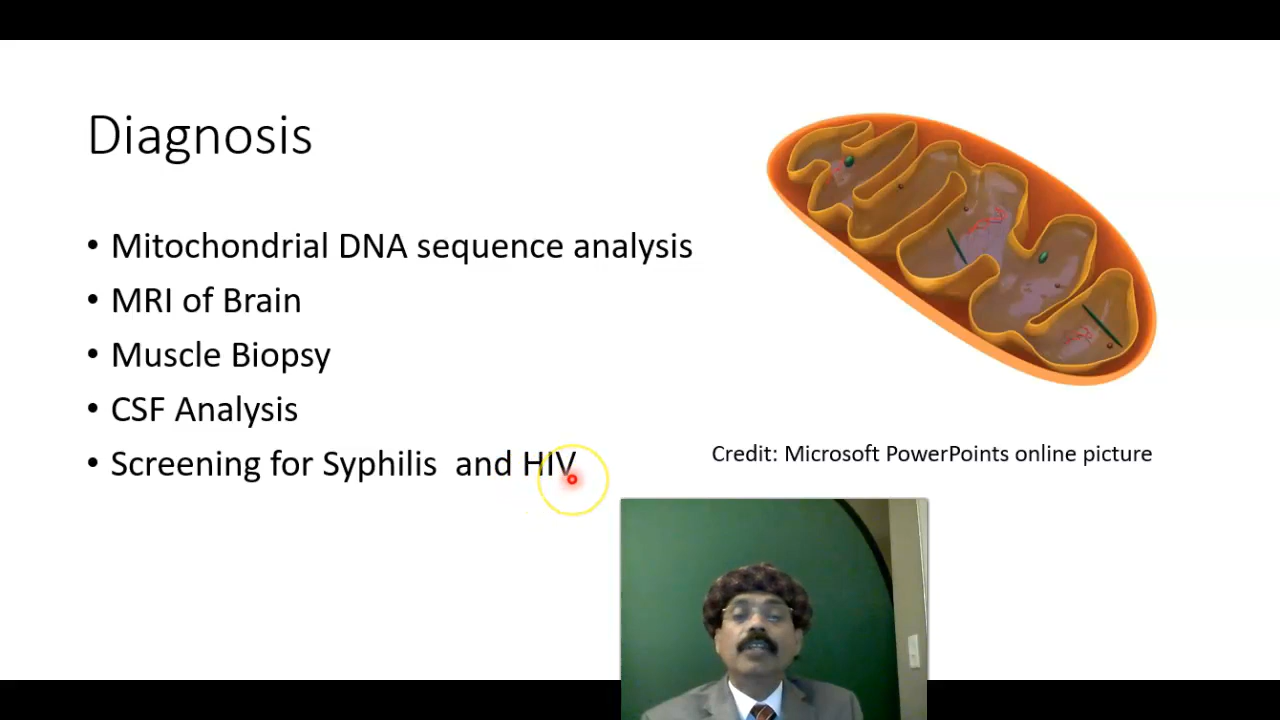 Diagnosis
• Mitochondrial DNA sequence analysis
• MRI of Brain
• Muscle Biopsy
• CSF Analysis
• Screening for Syphilis  and HIV
Credit: Microsoft PowerPoints online picture